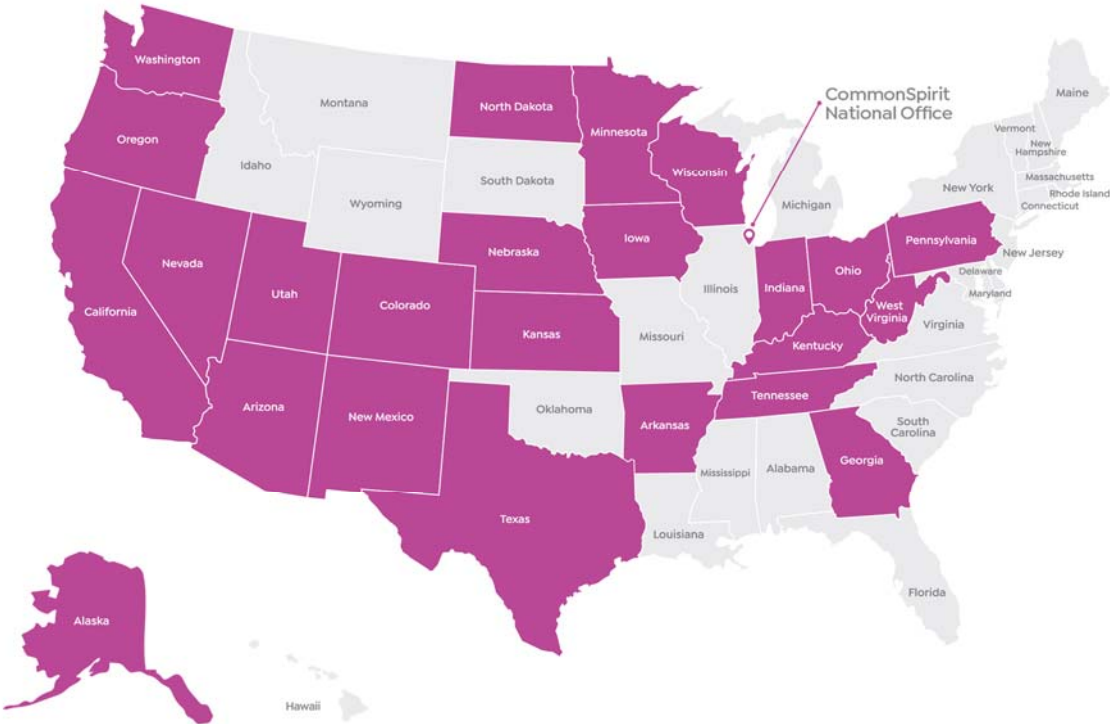 Washington
Montana
North Dakota
Minnesota
CommonSpirit
National Office
Maine
Oregon
Idaho
Wyoming
South Dakota
Wisconsin
Michigan
Vermont
New
Hampshire
Massachusetts
New York
Rhode Island
Connecticut
Nevada
Utah
Colorado
Nebraska
Iowa
Illinois
Indiana
Ohio
Pennsylvania
New Jersey
Delaware
Maryland
California
Kansas
Missouri
Kentucky
West
Virginia
Virginia
Arizona
New Mexico
Oklahoma
Arkansas
Tennessee
North Carolina
South
Carolina
Texas
Louisiana
Mississippi
Alabama
Georgia
Florida
Alaska
Hawaii